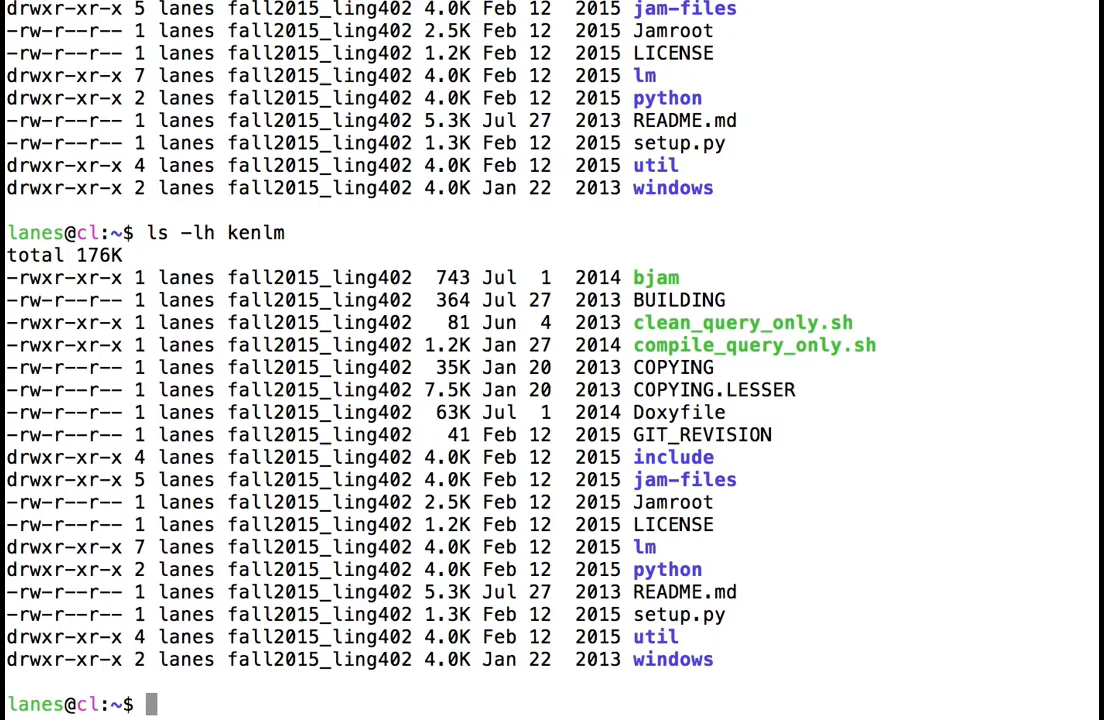 drwxr-xr-x 5 lanes fall2015_ling402 4.0K Feb 12  2015 jam-files
-rw-r--r-- 1 lanes fall2015_ling402 2.5K Feb 12  2015 Jamroot
-rw-r--r-- 1 lanes fall2015_ling402 1.2K Feb 12  2015 LICENSE
drwxr-xr-x 7 lanes fall2015_ling402 4.0K Feb 12  2015 lm
drwxr-xr-x 2 lanes fall2015_ling402 4.0K Feb 12  2015 python
-rw-r--r-- 1 lanes fall2015_ling402 5.3K Jul 27  2013 README.md
-rw-r--r-- 1 lanes fall2015_ling402 1.3K Feb 12  2015 setup.py
drwxr-xr-x 4 lanes fall2015_ling402 4.0K Feb 12  2015 util
drwxr-xr-x 2 lanes fall2015_ling402 4.0K Jan 22  2013 windows
lanes@cl:~$ ls -lh kenlm
total 176K
-rwxr-xr-x 1 lanes fall2015_ling402  743 Jul  1  2014 bjam
-rw-r--r-- 1 lanes fall2015_ling402  364 Jul 27  2013 BUILDING
-rwxr-xr-x 1 lanes fall2015_ling402   81 Jun  4  2013 clean_query_only.sh
-rwxr-xr-x 1 lanes fall2015_ling402 1.2K Jan 27  2014 compile_query_only.sh
-rw-r--r-- 1 lanes fall2015_ling402  35K Jan 20  2013 COPYING
-rw-r--r-- 1 lanes fall2015_ling402 7.5K Jan 20  2013 COPYING.LESSER
-rw-r--r-- 1 lanes fall2015_ling402  63K Jul  1  2014 Doxyfile
-rw-r--r-- 1 lanes fall2015_ling402   41 Feb 12  2015 GIT_REVISION
drwxr-xr-x 4 lanes fall2015_ling402 4.0K Feb 12  2015 include
drwxr-xr-x 5 lanes fall2015_ling402 4.0K Feb 12  2015 jam-files
-rw-r--r-- 1 lanes fall2015_ling402 2.5K Feb 12  2015 Jamroot
-rw-r--r-- 1 lanes fall2015_ling402 1.2K Feb 12  2015 LICENSE
drwxr-xr-x 7 lanes fall2015_ling402 4.0K Feb 12  2015 lm
drwxr-xr-x 2 lanes fall2015_ling402 4.0K Feb 12  2015 python
-rw-r--r-- 1 lanes fall2015_ling402 5.3K Jul 27  2013 README.md
-rw-r--r-- 1 lanes fall2015_ling402 1.3K Feb 12  2015 setup.py
drwxr-xr-x 4 lanes fall2015_ling402 4.0K Feb 12  2015 util
drwxr-xr-x 2 lanes fall2015_ling402 4.0K Jan 22  2013 windows
lanes@cl:~$